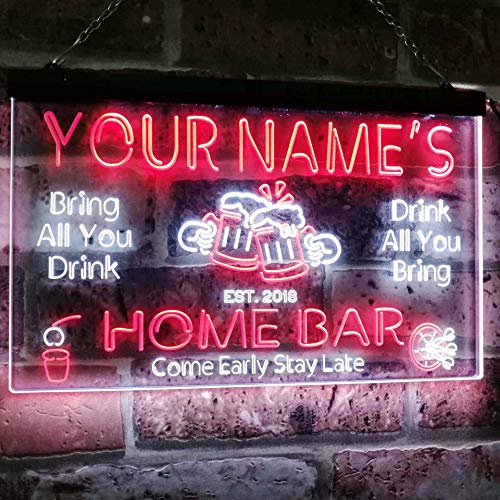 YOUR NAME'S
Bring
All You
Drink
Drink
All You
Bring
EST. 2018
HOME BAR
Come Early Stay Late